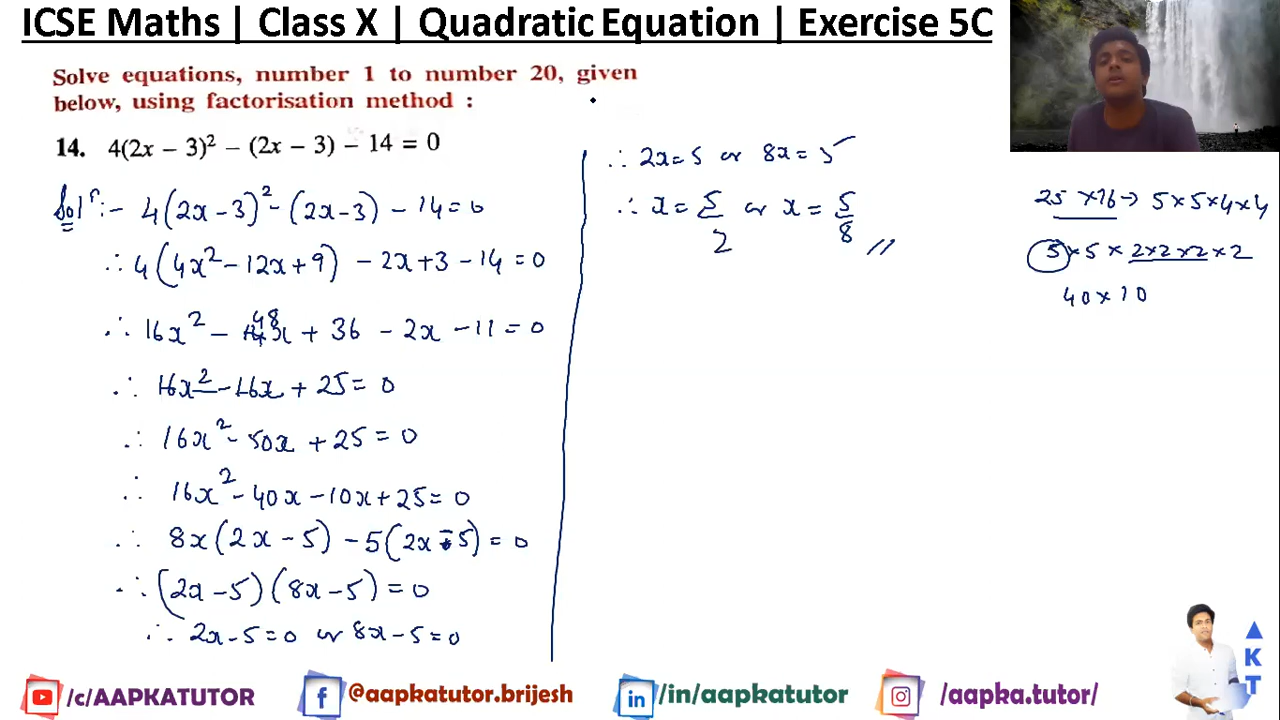 ICSE Maths | Class X | Quadratic Equation | Exercise 5C
Solve equations, number 1 to number 20, given
below, using factorisation method :
14. 4(2x − 3)² − (2x − 3) − 14 = 0
Solⁿ:- 4(2x-3)² - (2x-3) - 14 = 0
∴ 4(4x² - 12x + 9) - 2x + 3 - 14 = 0
∴ 16x² - 48x + 36 - 2x - 11 = 0
∴ 16x² - 46x + 25 = 0
∴ 16x² - 50x + 25 = 0
∴ 16x² - 40x - 10x + 25 = 0
∴ 8x(2x - 5) - 5(2x - 5) = 0
∴ (2x - 5)(8x - 5) = 0
∴ 2x - 5 = 0 or 8x - 5 = 0
∴ 2x = 5 or 8x = 5
∴ x = 5/2 or x = 5/8 //
25 × 16 → 5 × 5 × 4 × 4
5 × 5 × 2 × 2 × 2 × 2
40 × 10
AKT
/c/AAPKATUTOR
@aapkatutor.brijesh
/in/aapkatutor
/aapka.tutor/